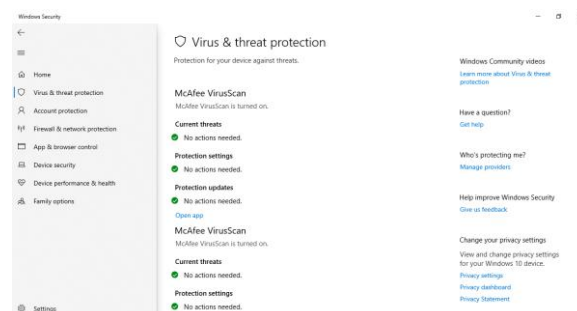 Windows Security
Home
Virus & threat protection
Account protection
Firewall & network protection
App & browser control
Device security
Device performance & health
Family options
Settings
Virus & threat protection
Protection for your device against threats.
McAfee VirusScan
McAfee VirusScan is turned on.
Current threats
No actions needed.
Protection settings
No actions needed.
Protection updates
No actions needed.
Open app
McAfee VirusScan
McAfee VirusScan is turned on.
Current threats
No actions needed.
Protection settings
No actions needed.
Windows Community videos
Learn more about Virus & threat
protection
Have a question?
Get help
Who's protecting me?
Manage providers
Help improve Windows Security
Give us feedback
Change your privacy settings
View and change privacy settings
for your Windows 10 device.
Privacy settings
Privacy dashboard
Privacy Statement